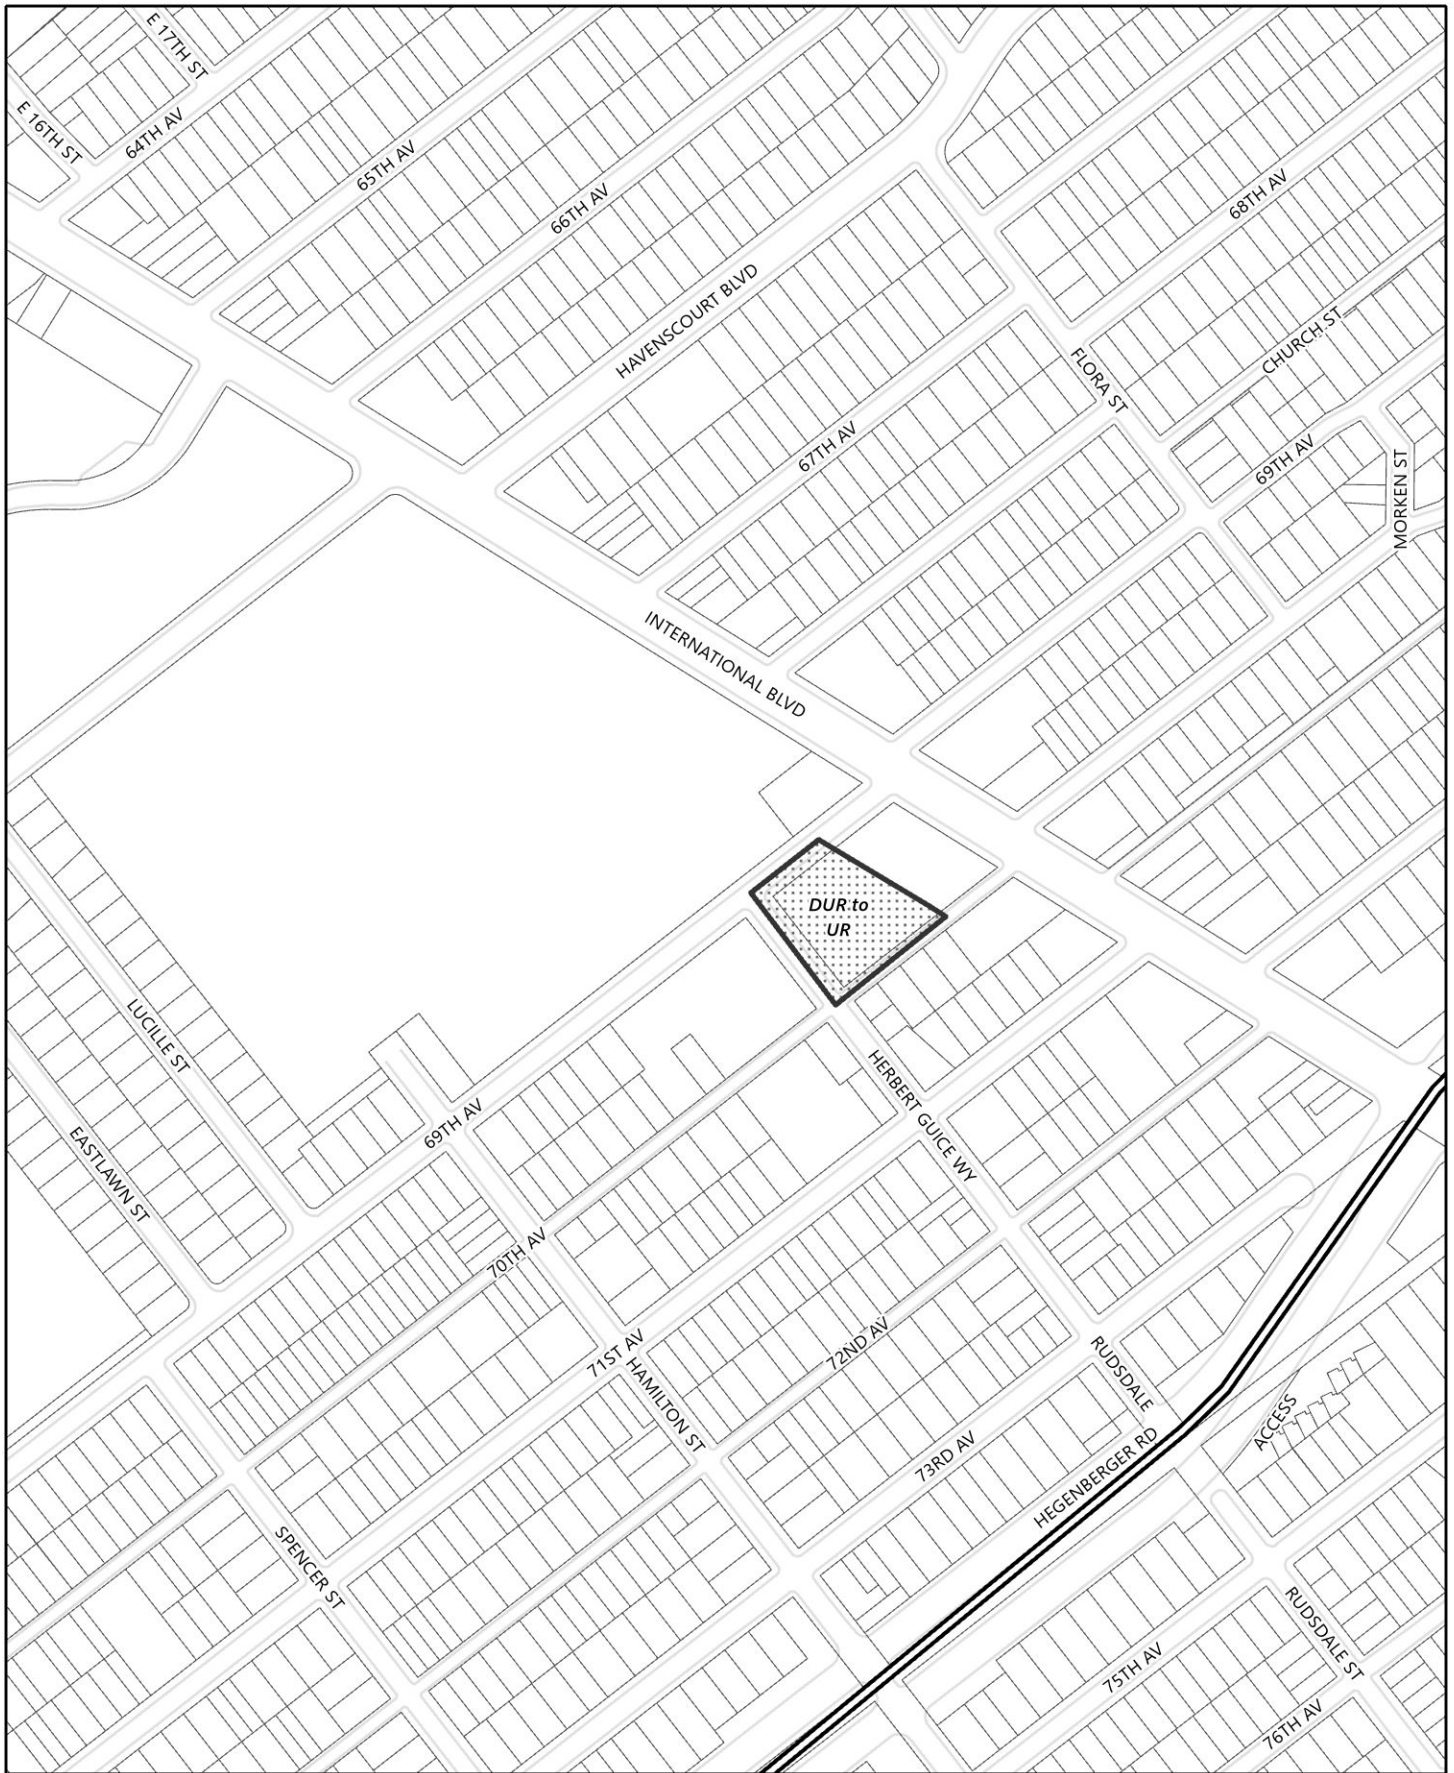 E 17TH ST
E 16TH ST
64TH AV
65TH AV
66TH AV
68TH AV
HAVENSCOURT BLVD
CHURCH ST
FLORA ST
67TH AV
69TH AV
MORKEN ST
INTERNATIONAL BLVD
DUR to
UR
LUCILLE ST
HERBERT GUICE WY
69TH AV
EASTLAWN ST
70TH AV
71ST AV
72ND AV
HAMILTON ST
RUDSDALE
ACCESS
73RD AV
HEGENBERGER RD
SPENCER ST
RUDSDALE ST
75TH AV
76TH AV